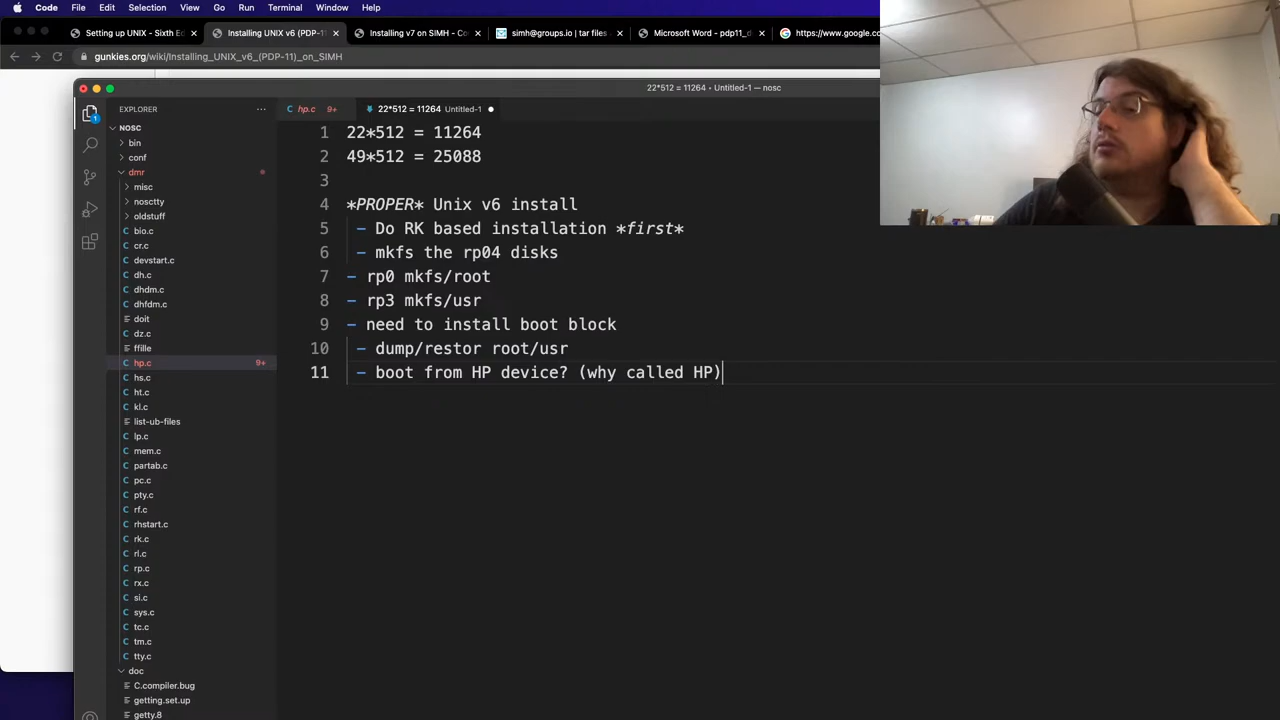 Code File Edit Selection View Go Run Terminal Window Help
Setting up UNIX - Sixth Ed
Installing UNIX v6 (PDP-11)
Installing v7 on SIMH - Co
simh@groups.io | tar files
Microsoft Word - pdp11_d
https://www.google.co
gunkies.org/wiki/Installing_UNIX_v6_(PDP-11)_on_SIMH
22*512 = 11264 • Untitled-1 — nosc
EXPLORER
hp.c 9+
22*512 = 11264 Untitled-1
NOSC
bin
conf
dmr
misc
nosctty
oldstuff
bio.c
cr.c
devstart.c
dh.c
dhdm.c
dhfdm.c
doit
dz.c
ffille
hp.c 9+
hs.c
ht.c
kl.c
list-ub-files
lp.c
mem.c
partab.c
pc.c
pty.c
rf.c
rhstart.c
rk.c
rl.c
rp.c
rx.c
si.c
sys.c
tc.c
tm.c
tty.c
doc
C.compiler.bug
getting.set.up
getty.8
1 22*512 = 11264
2 49*512 = 25088
3
4 *PROPER* Unix v6 install
5 - Do RK based installation *first*
6 - mkfs the rp04 disks
7 - rp0 mkfs/root
8 - rp3 mkfs/usr
9 - need to install boot block
10 - dump/restor root/usr
11 - boot from HP device? (why called HP)
1